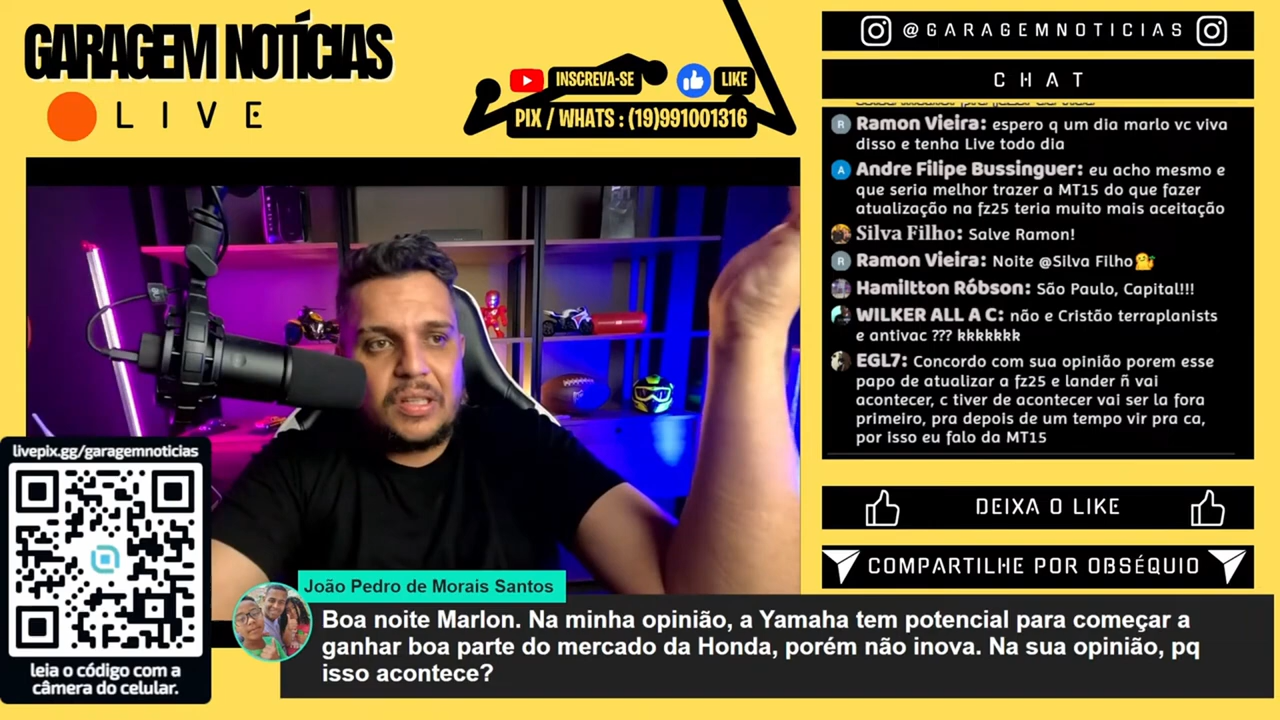 GARAGEM NOTÍCIAS
LIVE
INSCREVA-SE
LIKE
PIX / WHATS : (19)991001316
@GARAGEMNOTICIAS
CHAT
Ramon Vieira: espero q um dia marlo vc viva
disso e tenha Live todo dia
Andre Filipe Bussinguer: eu acho mesmo e
que seria melhor trazer a MT15 do que fazer
atualização na fz25 teria muito mais aceitação
Silva Filho: Salve Ramon!
Ramon Vieira: Noite @Silva Filho
Hamiltton Róbson: São Paulo, Capital!!!
WILKER ALL A C: não e Cristão terraplanists
e antivac ??? kkkkkkk
EGL7: Concordo com sua opinião porem esse
papo de atualizar a fz25 e lander ñ vai
acontecer, c tiver de acontecer vai ser la fora
primeiro, pra depois de um tempo vir pra ca,
por isso eu falo da MT15
DEIXA O LIKE
COMPARTILHE POR OBSÉQUIO
livepix.gg/garagemnoticias
leia o código com a
câmera do celular.
João Pedro de Morais Santos
Boa noite Marlon. Na minha opinião, a Yamaha tem potencial para começar a
ganhar boa parte do mercado da Honda, porém não inova. Na sua opinião, pq
isso acontece?